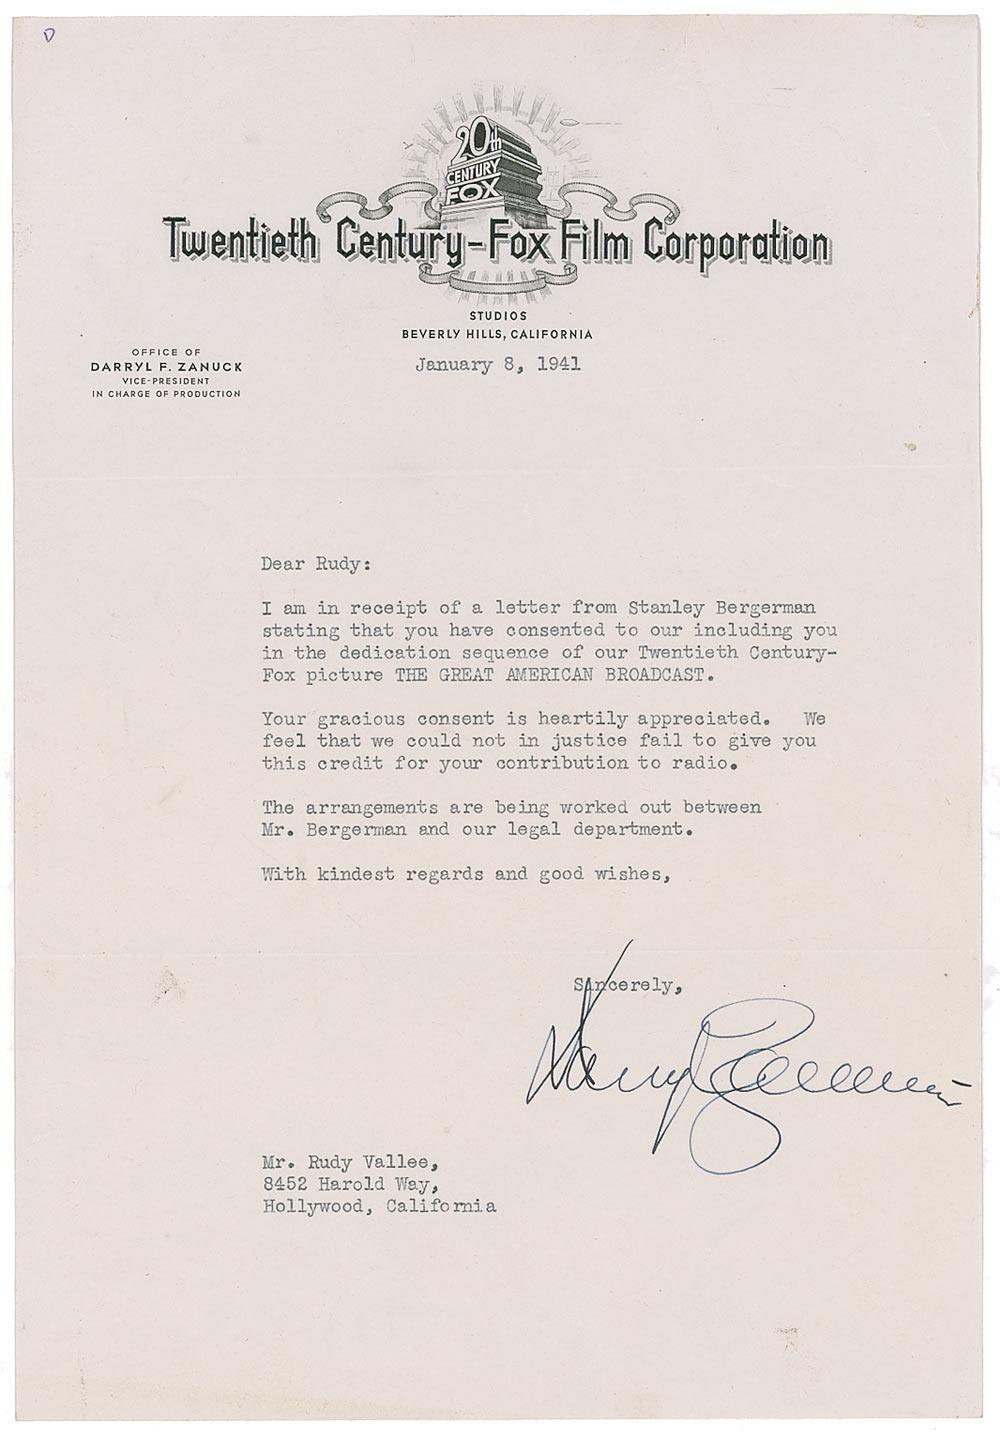 D
20th
CENTURY
FOX
Twentieth Century-Fox Film Corporation
STUDIOS
BEVERLY HILLS, CALIFORNIA
OFFICE OF
DARRYL F. ZANUCK
VICE-PRESIDENT
IN CHARGE OF PRODUCTION
January 8, 1941
Dear Rudy:
I am in receipt of a letter from Stanley Bergerman
stating that you have consented to our including you
in the dedication sequence of our Twentieth Century-
Fox picture THE GREAT AMERICAN BROADCAST.
Your gracious consent is heartily appreciated. We
feel that we could not in justice fail to give you
this credit for your contribution to radio.
The arrangements are being worked out between
Mr. Bergerman and our legal department.
With kindest regards and good wishes,
Sincerely,
Darryl Zanuck
Mr. Rudy Vallee,
8452 Harold Way,
Hollywood, California